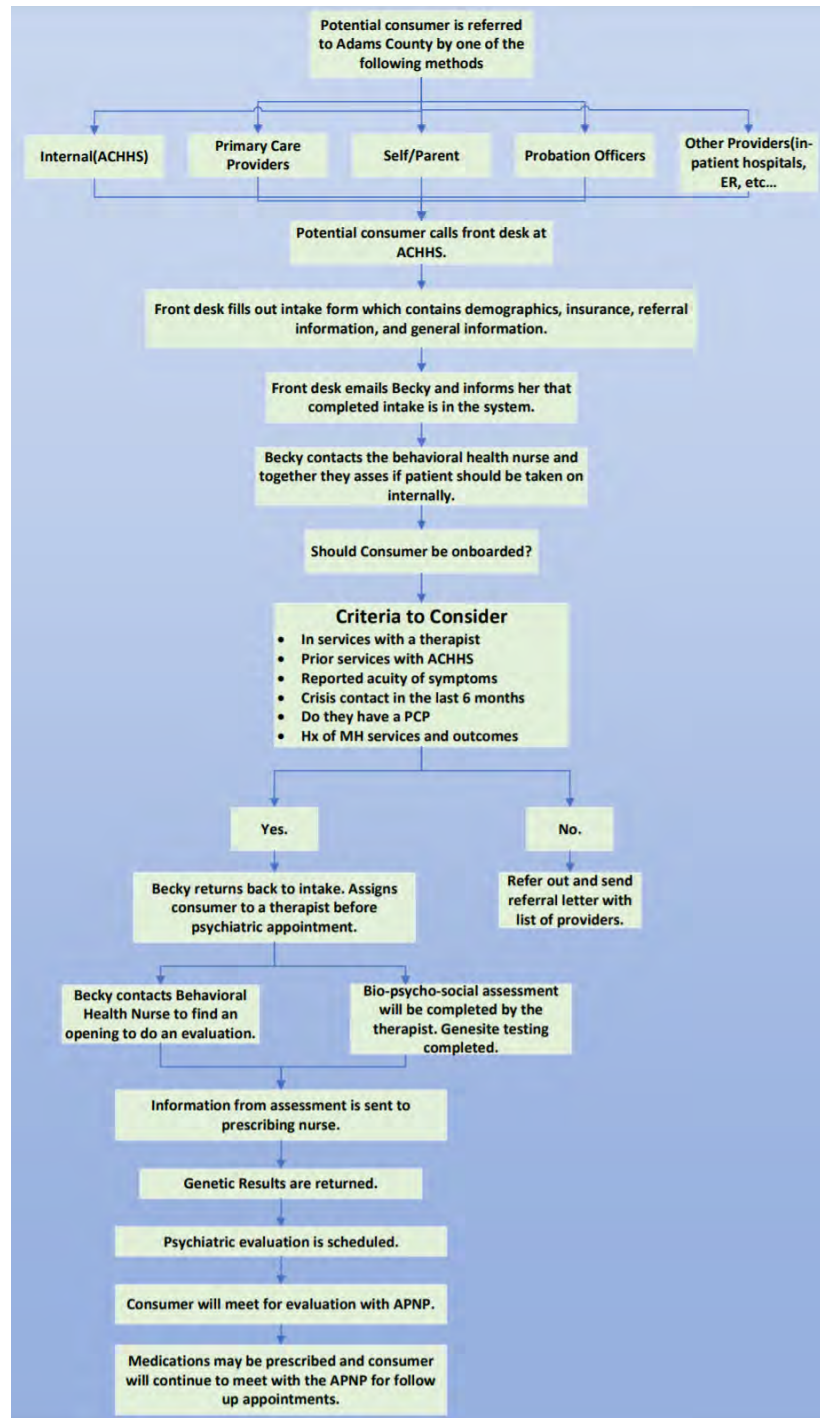 Potential consumer is referred
to Adams County by one of the
following methods
Internal(ACHHS)
Primary Care
Providers
Self/Parent
Probation Officers
Other Providers(in-
patient hospitals,
ER, etc…
Potential consumer calls front desk at
ACHHS.
Front desk fills out intake form which contains demographics, insurance, referral
information, and general information.
Front desk emails Becky and informs her that
completed intake is in the system.
Becky contacts the behavioral health nurse and
together they asses if patient should be taken on
internally.
Should Consumer be onboarded?
Criteria to Consider
• In services with a therapist
• Prior services with ACHHS
• Reported acuity of symptoms
• Crisis contact in the last 6 months
• Do they have a PCP
• Hx of MH services and outcomes
Yes.
No.
Becky returns back to intake. Assigns
consumer to a therapist before
psychiatric appointment.
Refer out and send
referral letter with
list of providers.
Becky contacts Behavioral
Health Nurse to find an
opening to do an evaluation.
Bio-psycho-social assessment
will be completed by the
therapist. Genesite testing
completed.
Information from assessment is sent to
prescribing nurse.
Genetic Results are returned.
Psychiatric evaluation is scheduled.
Consumer will meet for evaluation with APNP.
Medications may be prescribed and consumer
will continue to meet with the APNP for follow
up appointments.